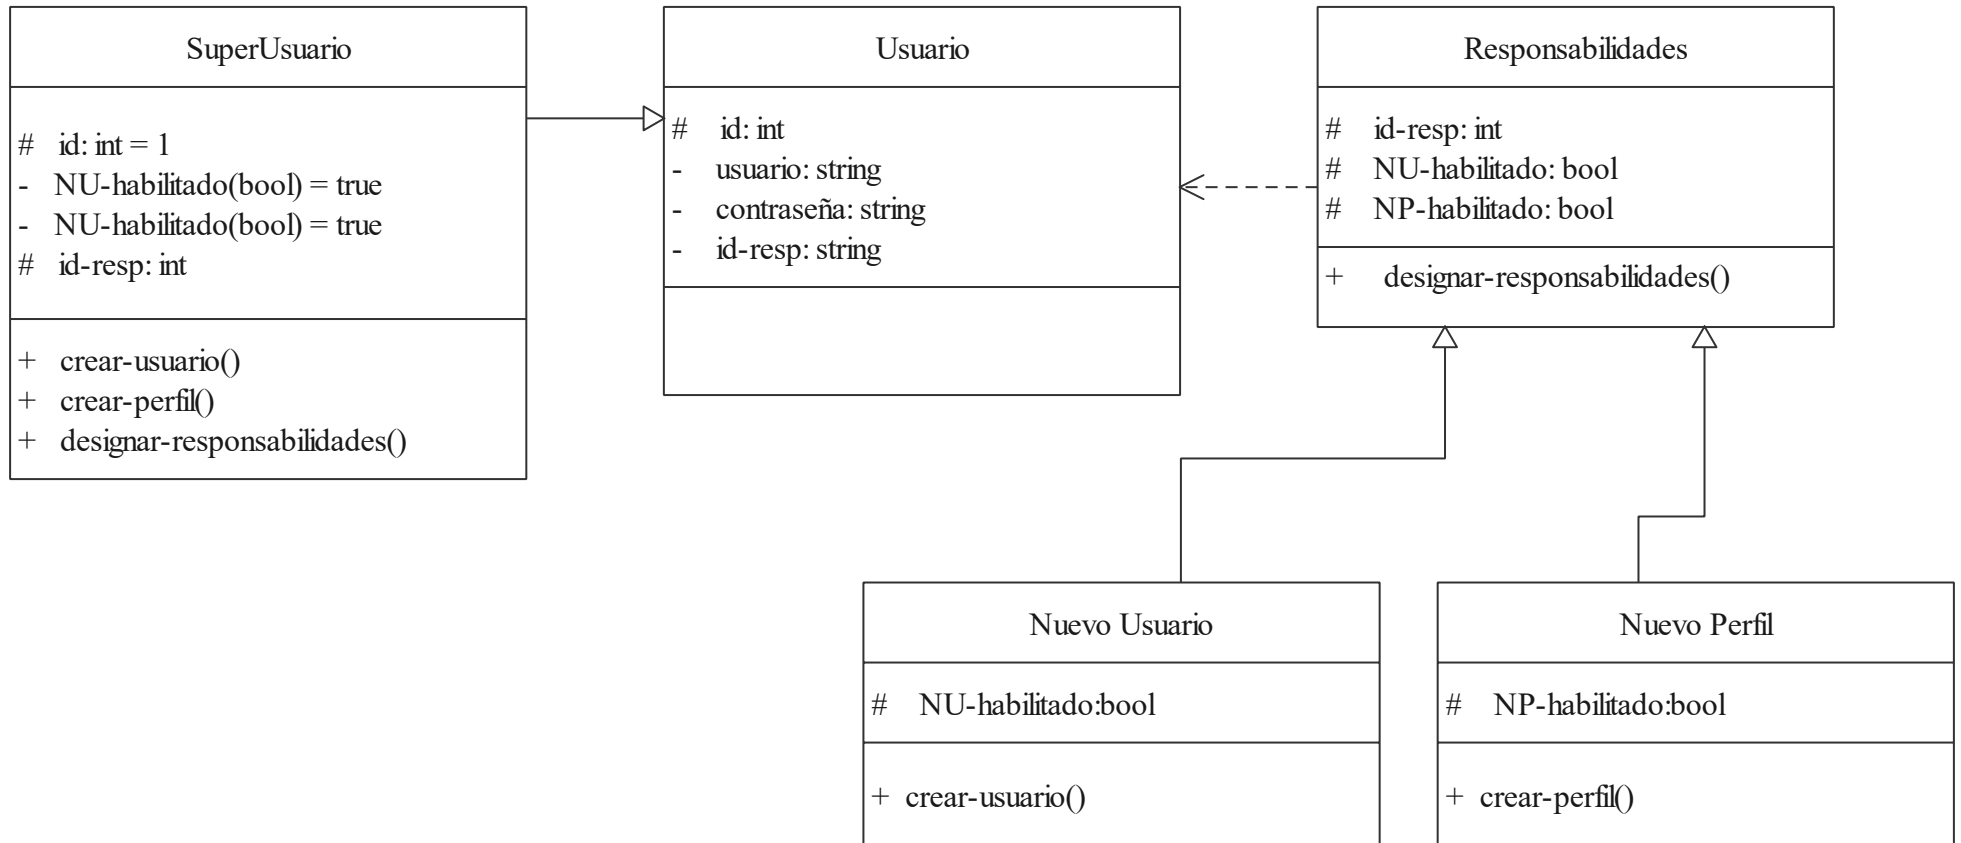 SuperUsuario
# id: int = 1
- NU-habilitado(bool) = true
- NU-habilitado(bool) = true
# id-resp: int
+ crear-usuario()
+ crear-perfil()
+ designar-responsabilidades()
Usuario
# id: int
- usuario: string
- contraseña: string
- id-resp: string
Responsabilidades
# id-resp: int
# NU-habilitado: bool
# NP-habilitado: bool
+ designar-responsabilidades()
Nuevo Usuario
# NU-habilitado:bool
+ crear-usuario()
Nuevo Perfil
# NP-habilitado:bool
+ crear-perfil()